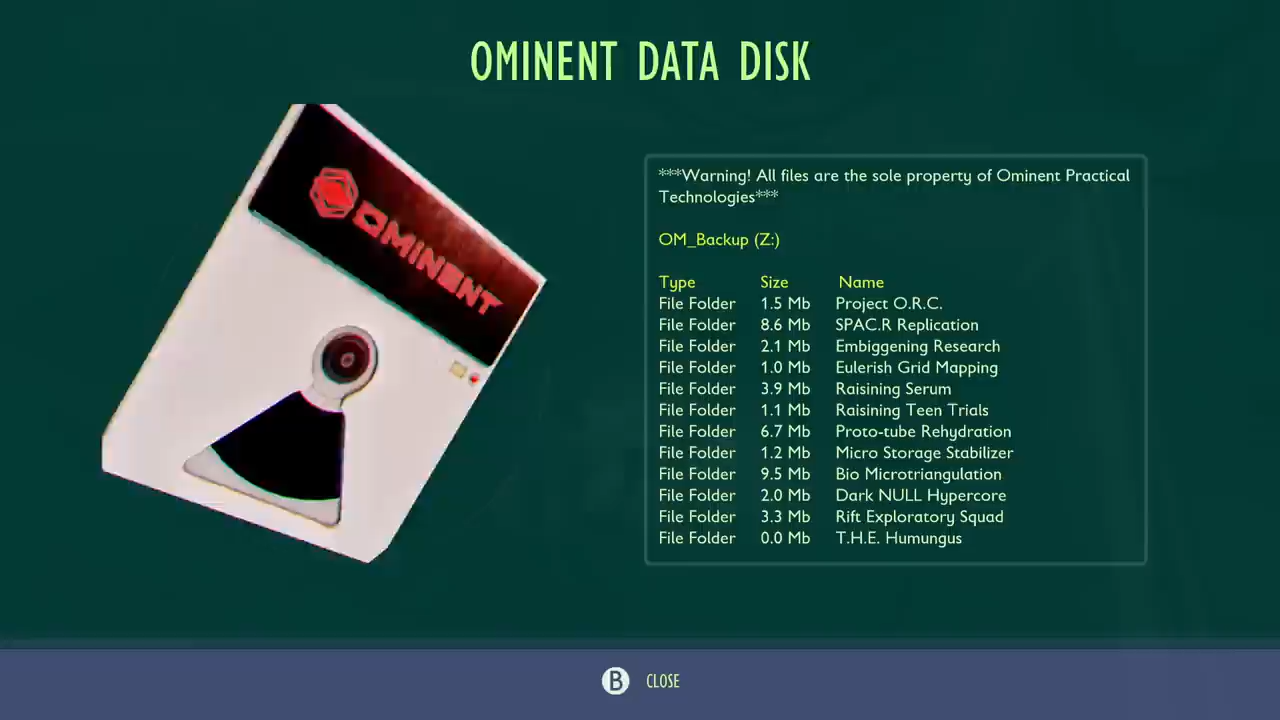 OMINENT DATA DISK
OMINENT
***Warning! All files are the sole property of Ominent Practical
Technologies***
OM_Backup (Z:)
Type Size Name
File Folder 1.5 Mb Project O.R.C.
File Folder 8.6 Mb SPAC.R Replication
File Folder 2.1 Mb Embiggening Research
File Folder 1.0 Mb Eulerish Grid Mapping
File Folder 3.9 Mb Raisining Serum
File Folder 1.1 Mb Raisining Teen Trials
File Folder 6.7 Mb Proto-tube Rehydration
File Folder 1.2 Mb Micro Storage Stabilizer
File Folder 9.5 Mb Bio Microtriangulation
File Folder 2.0 Mb Dark NULL Hypercore
File Folder 3.3 Mb Rift Exploratory Squad
File Folder 0.0 Mb T.H.E. Humungus
B CLOSE